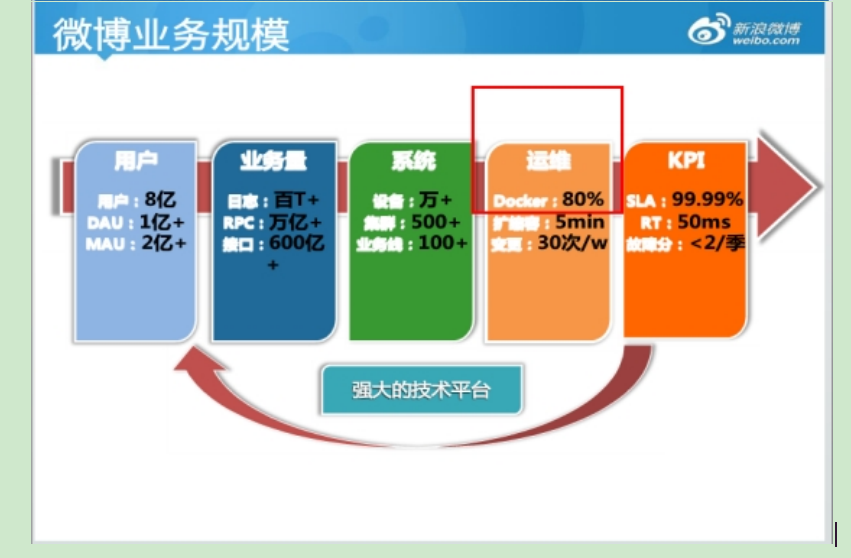 微博业务规模
新浪微博
weibo.com
用户
用户：8亿
DAU：1亿+
MAU：2亿+
业务量
日志：百T+
RPC：万亿+
接口：600亿
+
系统
设备：万+
集群：500+
业务线：100+
运维
Docker：80%
扩缩容：5min
变更：30次/w
KPI
SLA：99.99%
RT：50ms
故障分：<2/季
强大的技术平台